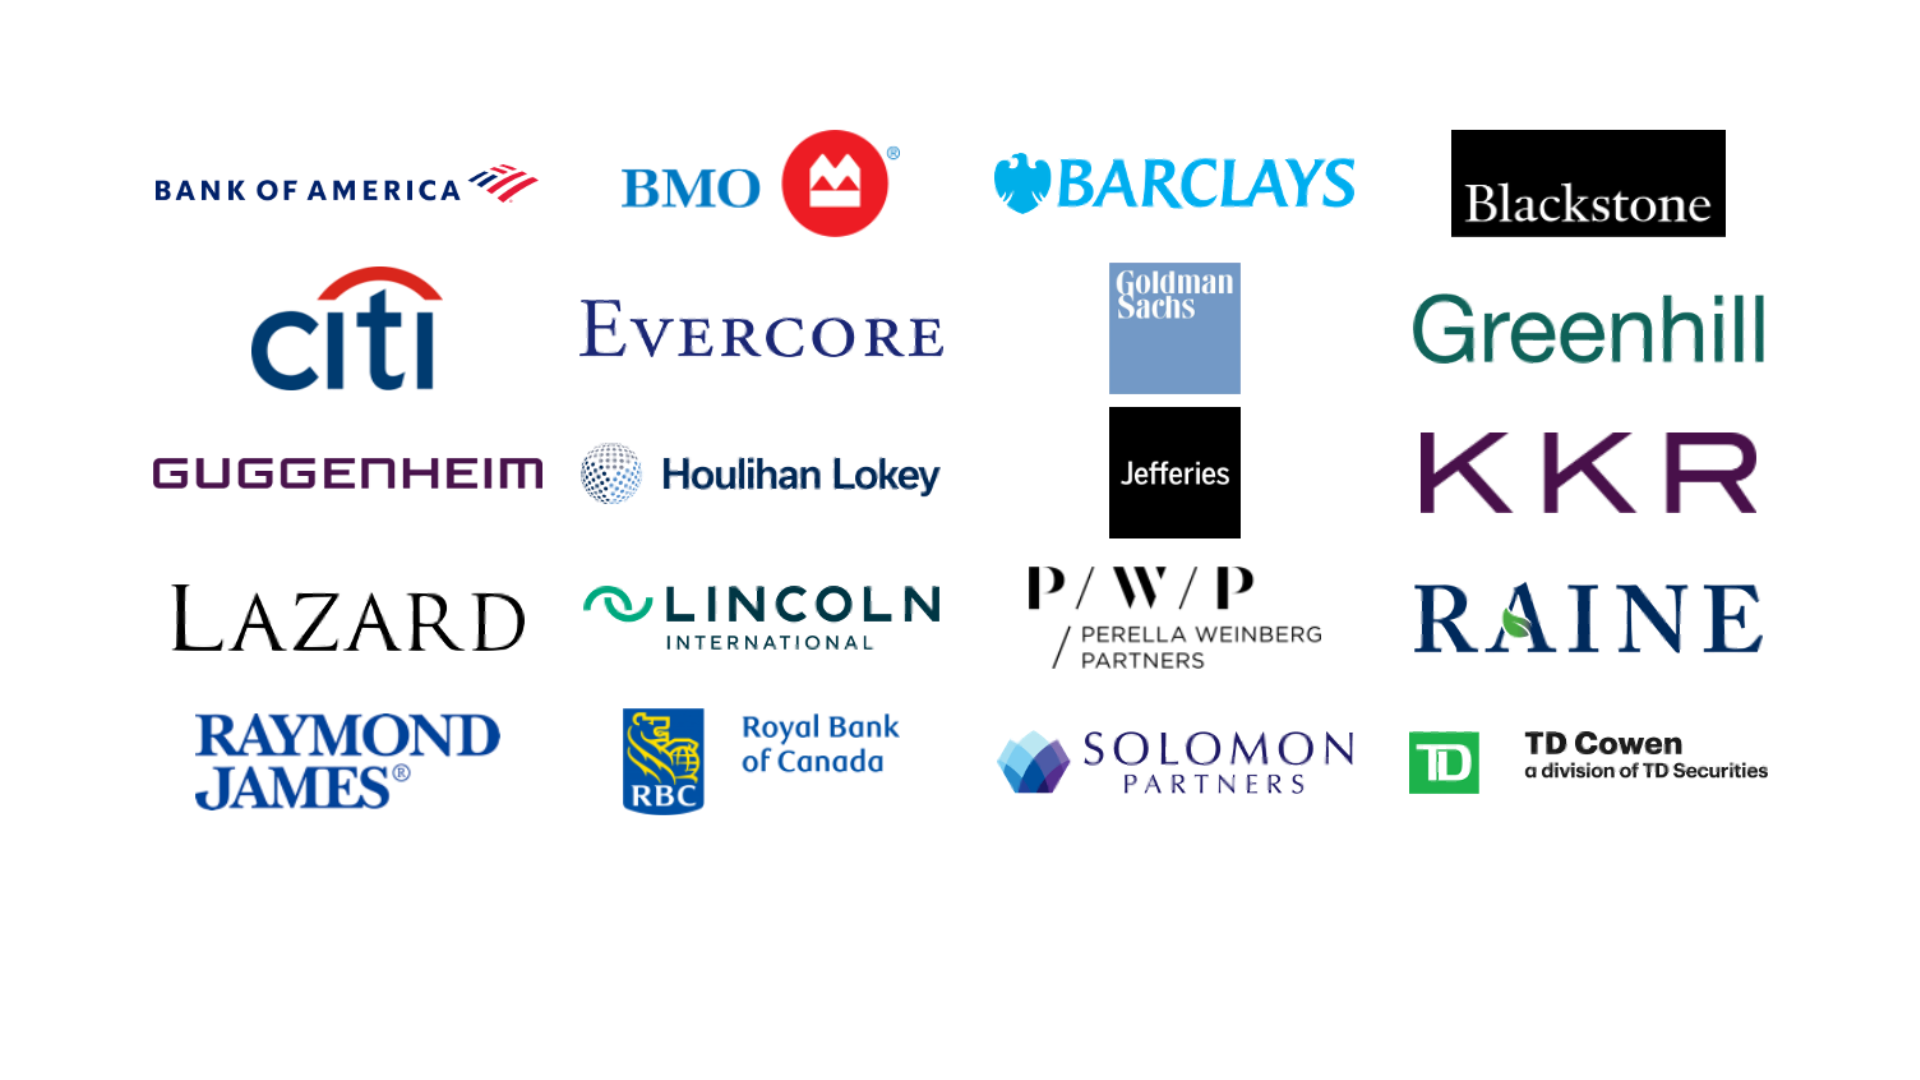 BANK OF AMERICA
BMO ®
BARCLAYS
Blackstone
citi
EVERCORE
Goldman
Sachs
Greenhill
GUGGENHEIM
Houlihan Lokey
Jefferies
KKR
LAZARD
LINCOLN
INTERNATIONAL
P/W/P
/ PERELLA WEINBERG
PARTNERS
RAINE
RAYMOND
JAMES®
RBC
Royal Bank
of Canada
SOLOMON
PARTNERS
TD
TD Cowen
a division of TD Securities